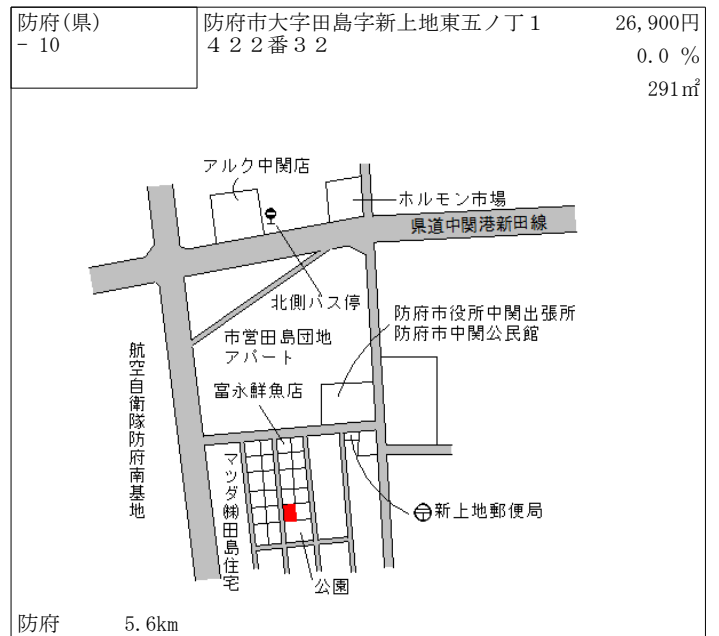 防府(県)
- 10
防府市大字田島字新上地東五ノ丁1
422番32
26,900円
0.0 %
291㎡
アルク中関店
ホルモン市場
県道中関港新田線
北側バス停
防府市役所中関出張所
防府市中関公民館
市営田島団地
アパート
航空自衛隊防府南基地
富永鮮魚店
マツダ㈱田島住宅
新上地郵便局
公園
防府 5.6km